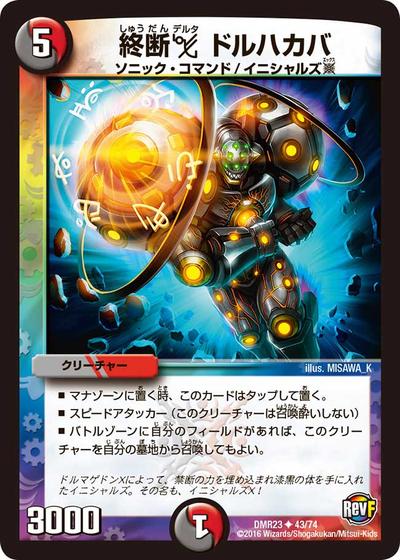 5
しゅうだん デルタ
終断δ ドルハカバ
エックス
ソニック・コマンド/イニシャルズX
クリーチャー
illus. MISAWA_K
■マナゾーンに置く時、このカードはタップして置く。
■スピードアタッカー(このクリーチャーは召喚酔いしない)
■バトルゾーンに自分のフィールドがあれば、このクリーチャーを自分の墓地から召喚してもよい。
ドルマゲドンXによって、禁断の力を埋め込まれ漆黒の体を手に入れたイニシャルズ。その名も、イニシャルズX!
3000
1
DMR23 ◆ 43/74
©2016 Wizards/Shogakukan/Mitsui-Kids
RevF